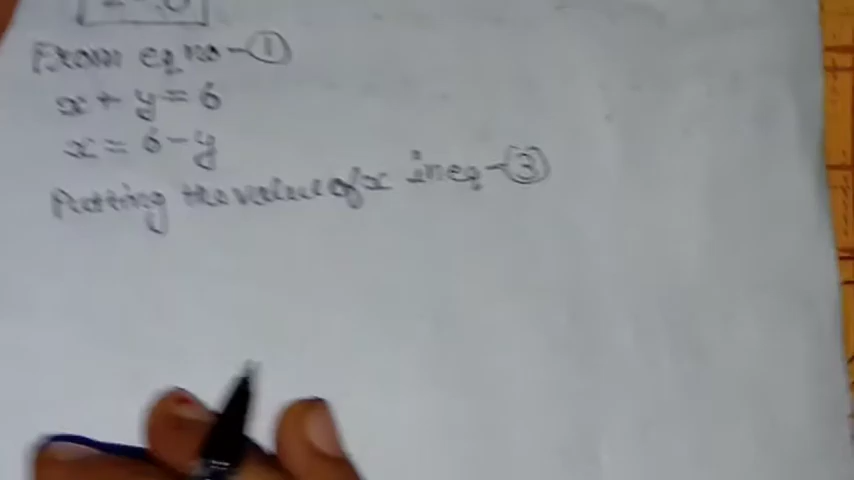 From eq no - ①
x + y = 6
x = 6 - y
Putting the value of x in eq - ③